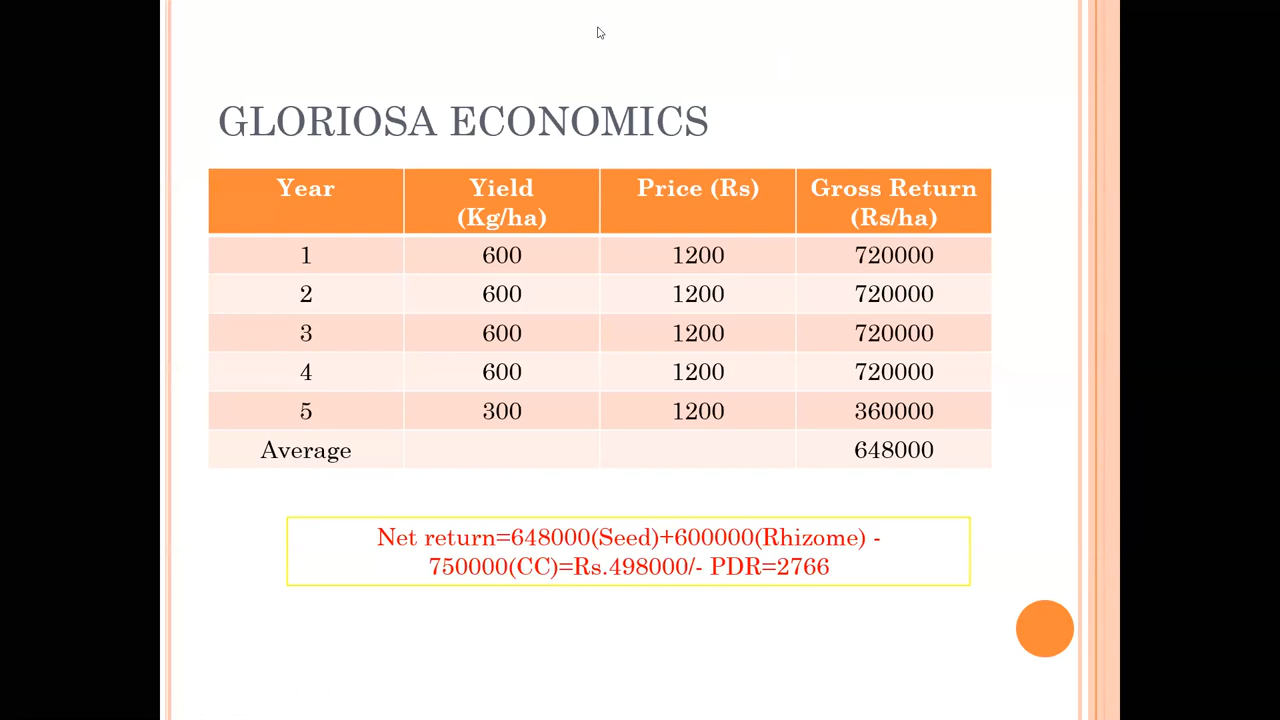 GLORIOSA ECONOMICS
Year Yield (Kg/ha) Price (Rs) Gross Return (Rs/ha)
1 600 1200 720000
2 600 1200 720000
3 600 1200 720000
4 600 1200 720000
5 300 1200 360000
Average 648000
Net return=648000(Seed)+600000(Rhizome) -
750000(CC)=Rs.498000/- PDR=2766